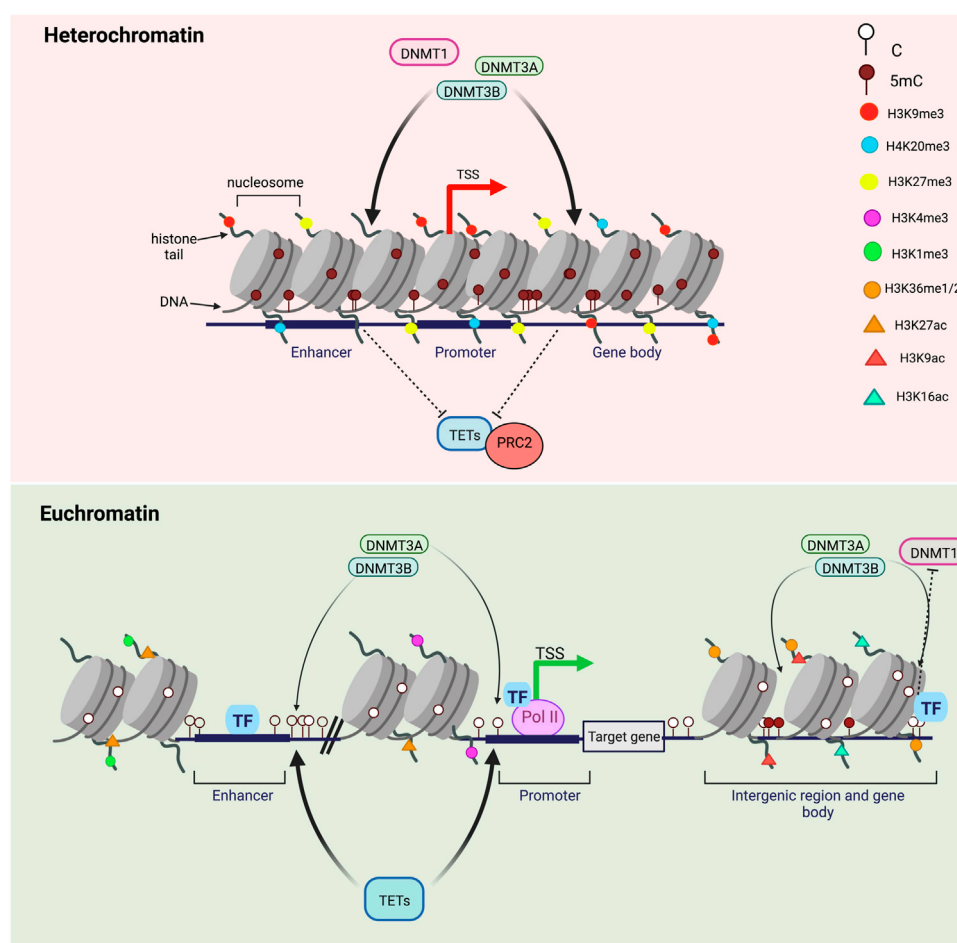 Heterochromatin
DNMT1
DNMT3A
DNMT3B
TSS
nucleosome
histone
tail
DNA
Enhancer
Promoter
Gene body
TETs
PRC2
C
5mC
H3K9me3
H4K20me3
H3K27me3
H3K4me3
H3K1me3
H3K36me1/2
H3K27ac
H3K9ac
H3K16ac
Euchromatin
DNMT3A
DNMT3B
DNMT3A
DNMT3B
DNMT1
TSS
TF
TF
Pol II
Target gene
TF
Enhancer
Promoter
Intergenic region and gene
body
TETs